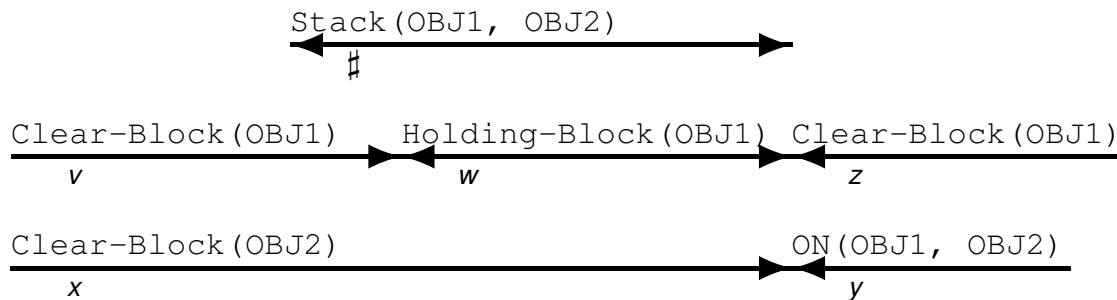 Stack(OBJ1, OBJ2)
♯
Clear-Block(OBJ1) Holding-Block(OBJ1) Clear-Block(OBJ1)
v w z
Clear-Block(OBJ2) ON(OBJ1, OBJ2)
x y